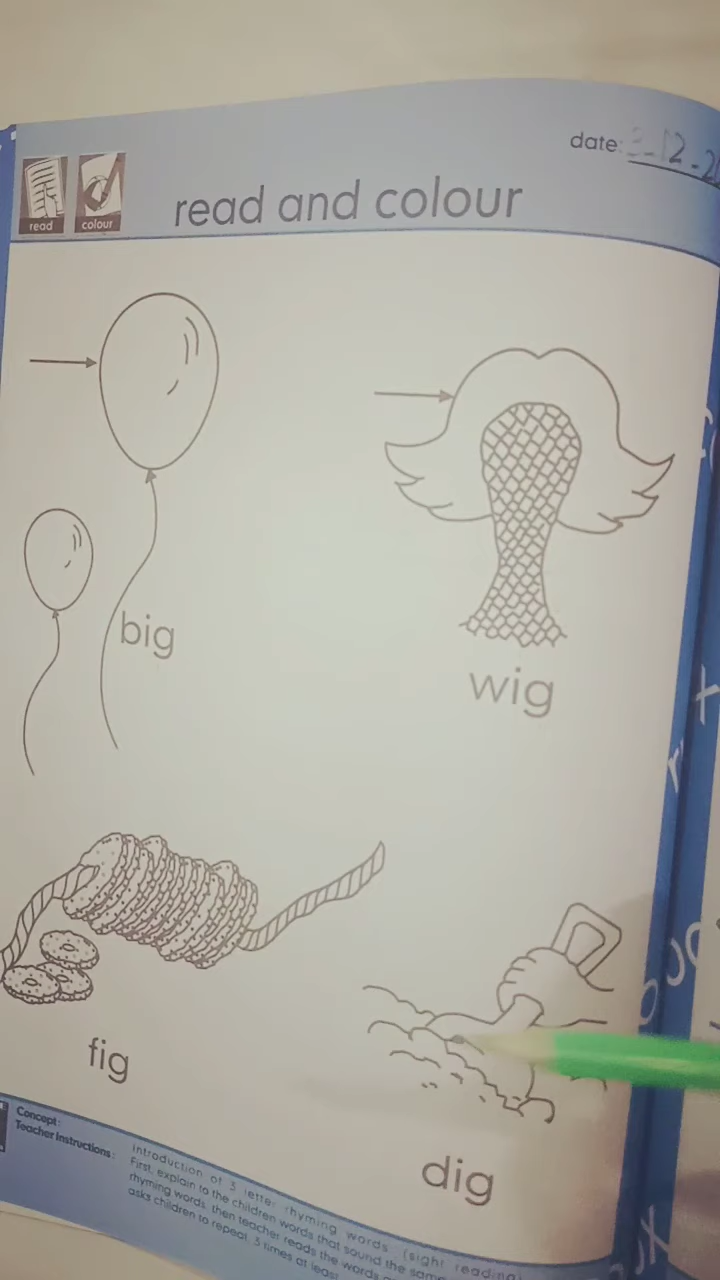 date:
read and colour
read
colour
big
wig
fig
dig
Concept:
Introduction of 3 letter rhyming words (sight reading)
Teacher Instructions:
First, explain to the children words that sound the same
rhyming words, then teacher reads the words
asks children to repeat, 3 times at least